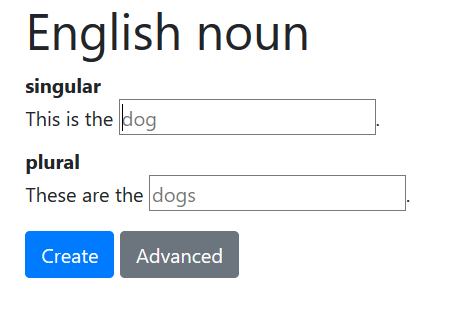 English noun
singular
This is the dog.
plural
These are the dogs.
Create Advanced